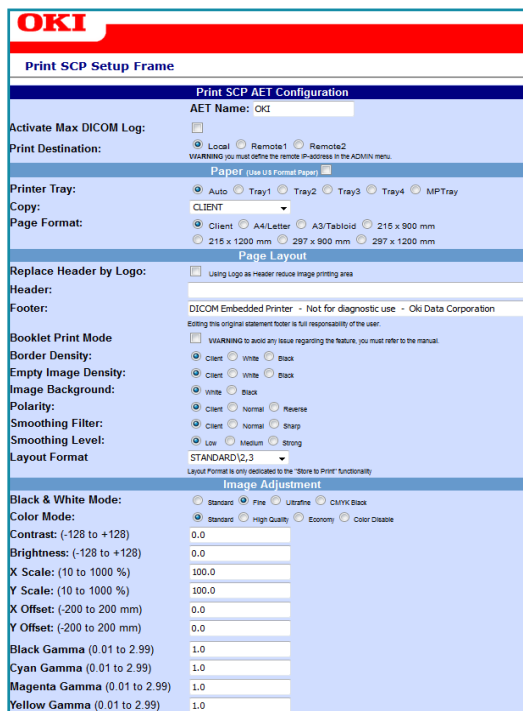 OKI
Print SCP Setup Frame
Print SCP AET Configuration
AET Name: OKI
Activate Max DICOM Log:
Print Destination: Local Remote1 Remote2
WARNING you must define the remote IP-address in the ADMIN menu.
Paper (Use US Format Paper)
Printer Tray: Auto Tray1 Tray2 Tray3 Tray4 MPTray
Copy: CLIENT
Page Format: Client A4/Letter A3/Tabloid 215 x 900 mm
215 x 1200 mm 297 x 900 mm 297 x 1200 mm
Page Layout
Replace Header by Logo: Using Logo as Header reduce image printing area
Header:
Footer: DICOM Embedded Printer - Not for diagnostic use - Oki Data Corporation
Editing this original statement footer is full responsability of the user.
Booklet Print Mode WARNING to avoid any issue regarding the feature, you must refer to the manual.
Border Density: Client White Black
Empty Image Density: Client White Black
Image Background: White Black
Polarity: Client Normal Reverse
Smoothing Filter: Client Normal Sharp
Smoothing Level: Low Medium Strong
Layout Format STANDARD\2,3
Layout Format is only dedicated to the "Store to Print" functionality
Image Adjustment
Black & White Mode: Standard Fine Ultrafine CMYK Black
Color Mode: Standard High Quality Economy Color Disable
Contrast: (-128 to +128) 0.0
Brightness: (-128 to +128) 0.0
X Scale: (10 to 1000 %) 100.0
Y Scale: (10 to 1000 %) 100.0
X Offset: (-200 to 200 mm) 0.0
Y Offset: (-200 to 200 mm) 0.0
Black Gamma (0.01 to 2.99) 1.0
Cyan Gamma (0.01 to 2.99) 1.0
Magenta Gamma (0.01 to 2.99) 1.0
Yellow Gamma (0.01 to 2.99) 1.0